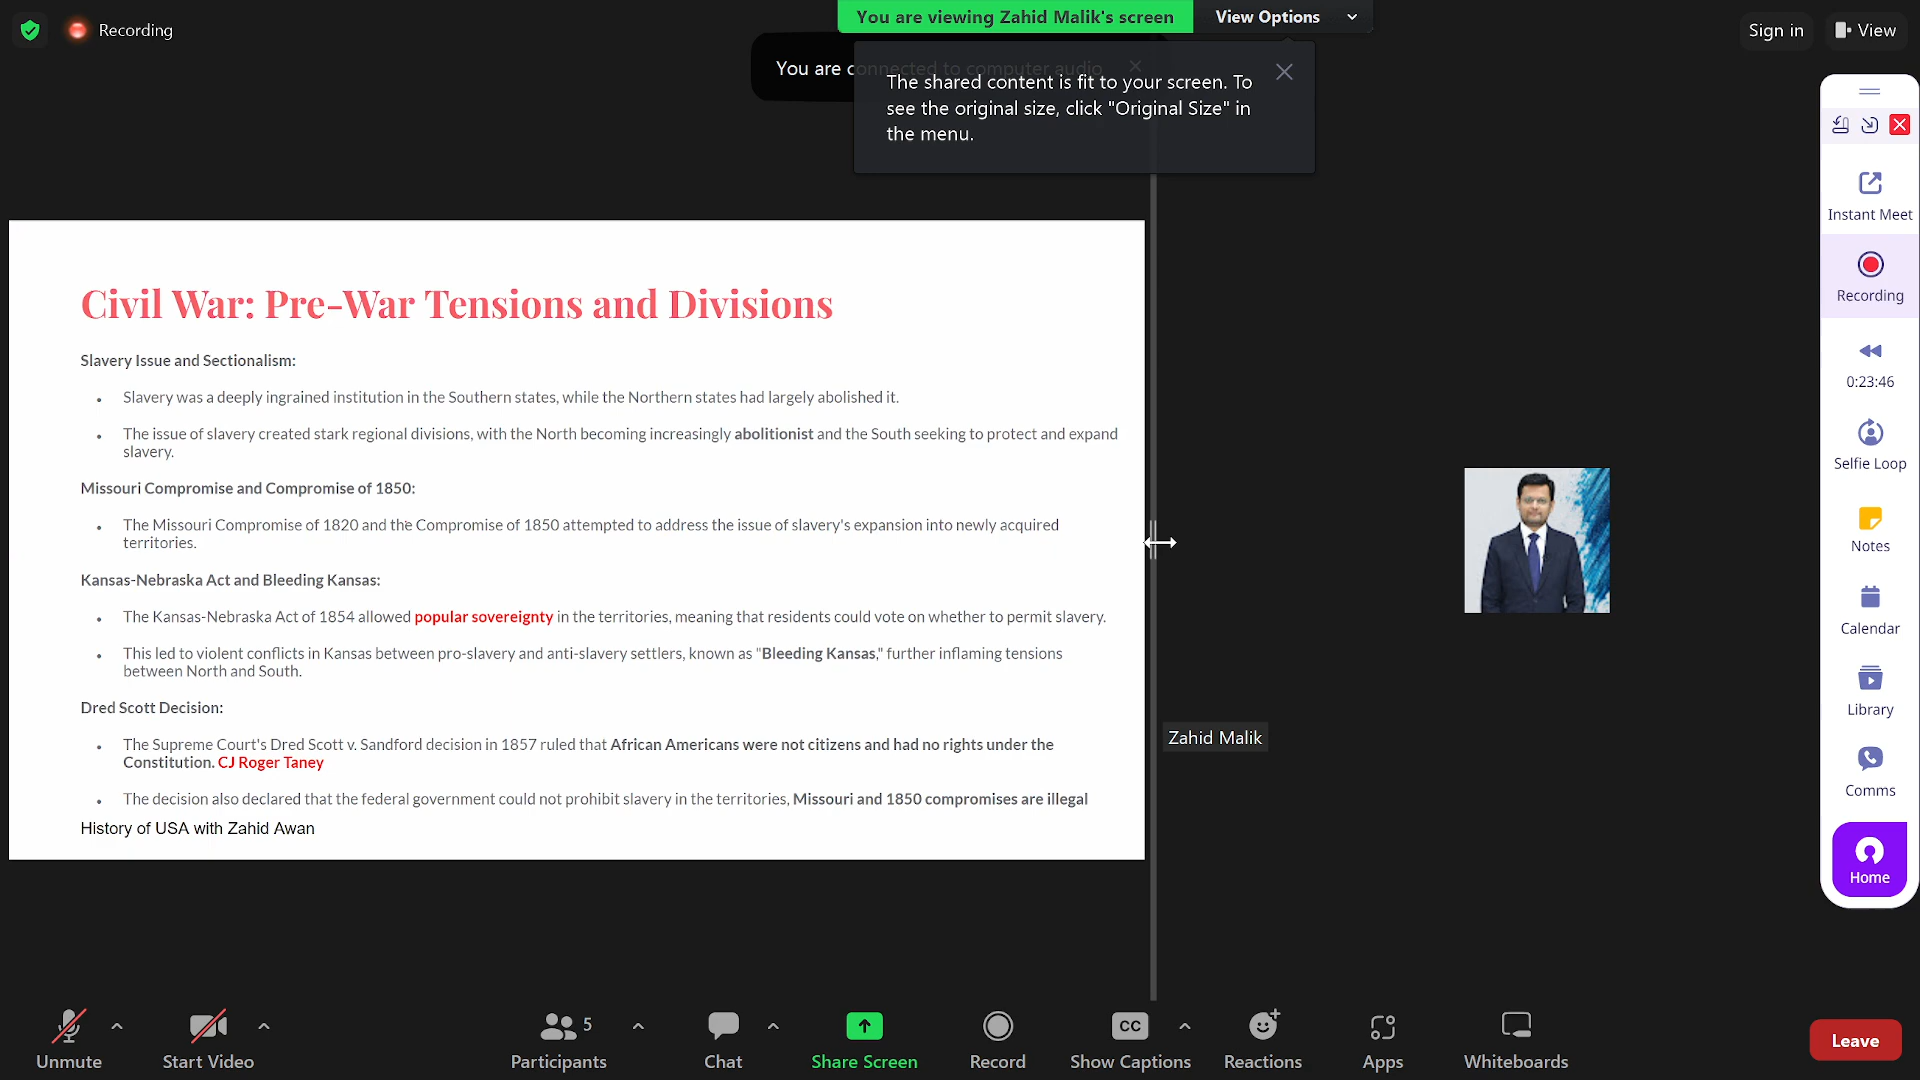 Recording
You are viewing Zahid Malik's screen
View Options
Sign in
View
You are connected to computer audio
The shared content is fit to your screen. To
see the original size, click "Original Size" in
the menu.
Civil War: Pre-War Tensions and Divisions
Slavery Issue and Sectionalism:
• Slavery was a deeply ingrained institution in the Southern states, while the Northern states had largely abolished it.
• The issue of slavery created stark regional divisions, with the North becoming increasingly abolitionist and the South seeking to protect and expand
slavery.
Missouri Compromise and Compromise of 1850:
• The Missouri Compromise of 1820 and the Compromise of 1850 attempted to address the issue of slavery's expansion into newly acquired
territories.
Kansas-Nebraska Act and Bleeding Kansas:
• The Kansas-Nebraska Act of 1854 allowed popular sovereignty in the territories, meaning that residents could vote on whether to permit slavery.
• This led to violent conflicts in Kansas between pro-slavery and anti-slavery settlers, known as "Bleeding Kansas," further inflaming tensions
between North and South.
Dred Scott Decision:
• The Supreme Court's Dred Scott v. Sandford decision in 1857 ruled that African Americans were not citizens and had no rights under the
Constitution. CJ Roger Taney
• The decision also declared that the federal government could not prohibit slavery in the territories, Missouri and 1850 compromises are illegal
History of USA with Zahid Awan
Zahid Malik
Instant Meet
Recording
0:23:46
Selfie Loop
Notes
Calendar
Library
Comms
Home
Unmute
Start Video
5
Participants
Chat
Share Screen
Record
CC
Show Captions
Reactions
Apps
Whiteboards
Leave